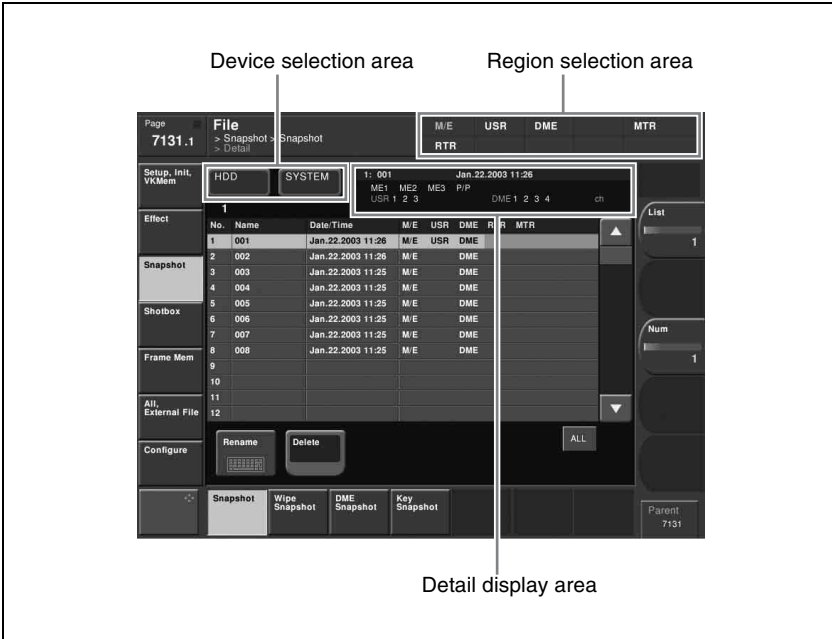 Device selection area
Region selection area
Page
7131.1
File
> Snapshot > Snapshot
> Detail
M/E USR DME MTR
RTR
Setup, Init,
VKMem
HDD
SYSTEM
1: 001 Jan.22.2003 11:26
ME1 ME2 ME3 P/P
USR 1 2 3 DME 1 2 3 4 ch
Effect
1
List
1
No. Name Date/Time M/E USR DME MTR
1 001 Jan.22.2003 11:26 M/E USR DME
2 002 Jan.22.2003 11:26 M/E DME
Snapshot
3 003 Jan.22.2003 11:25 M/E DME
4 004 Jan.22.2003 11:25 M/E DME
5 005 Jan.22.2003 11:25 M/E DME
Shotbox
6 006 Jan.22.2003 11:25 M/E DME
7 007 Jan.22.2003 11:25 M/E DME
Num
1
Frame Mem
8 008 Jan.22.2003 11:25 M/E DME
9
10
11
All,
External File
12
Configure
Rename
Delete
ALL
Snapshot
Wipe
Snapshot
DME
Snapshot
Key
Snapshot
Parent
7131
Detail display area